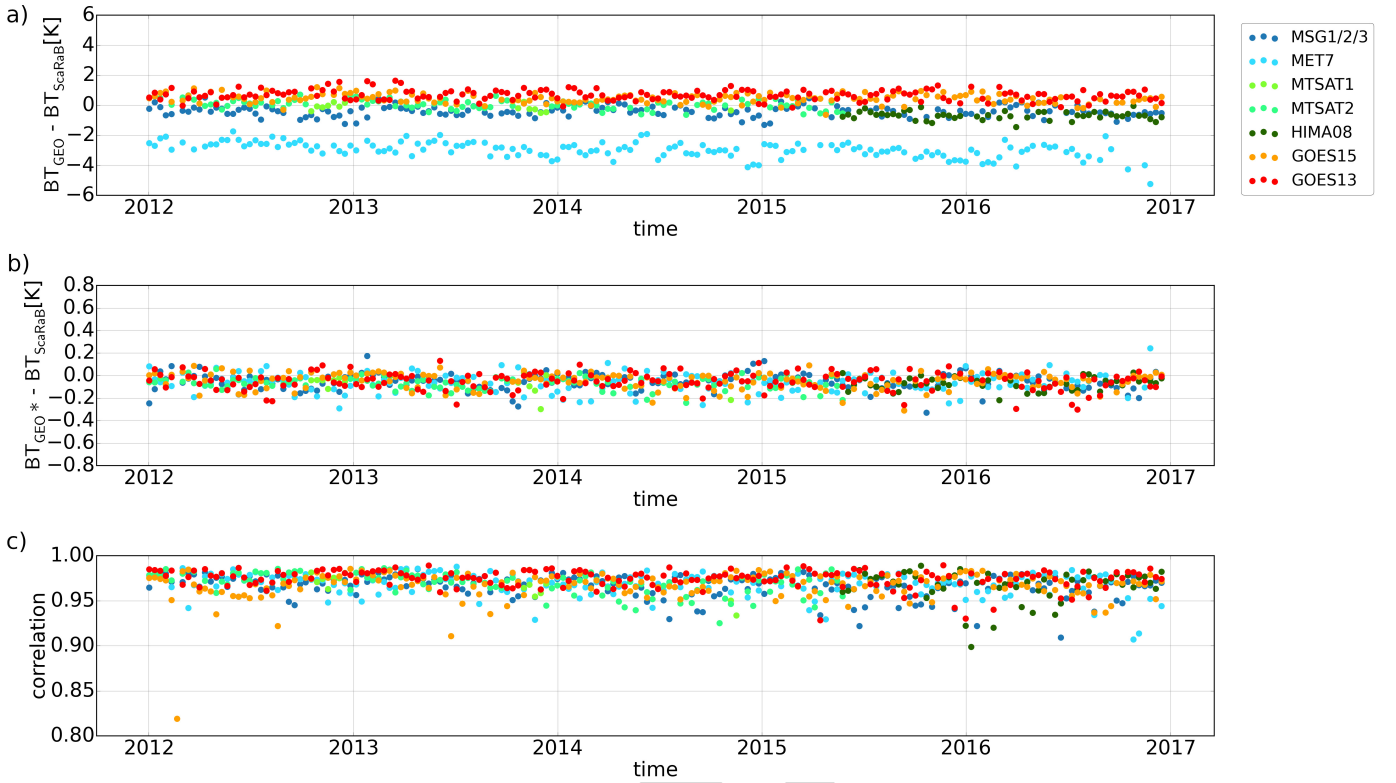 a)
BT_GEO - BT_ScaRaB[K]
6
4
2
0
−2
−4
−6
2012 2013 2014 2015 2016 2017
time
MSG1/2/3
MET7
MTSAT1
MTSAT2
HIMA08
GOES15
GOES13
b)
BT_GEO* - BT_ScaRaB[K]
0.8
0.6
0.4
0.2
0.0
−0.2
−0.4
−0.6
−0.8
2012 2013 2014 2015 2016 2017
time
c)
correlation
1.00
0.95
0.90
0.85
0.80
2012 2013 2014 2015 2016 2017
time